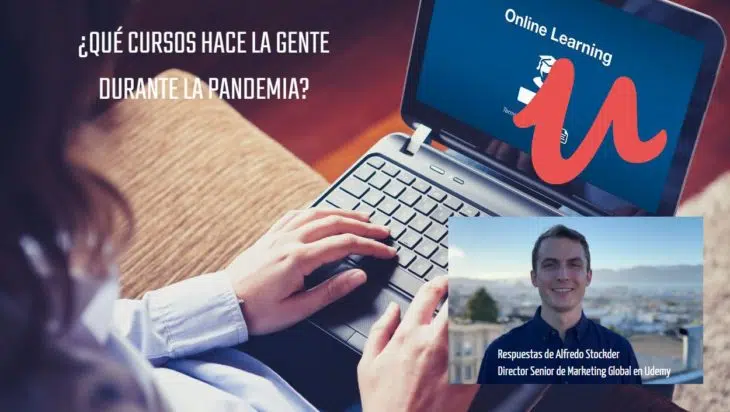 ¿QUÉ CURSOS HACE LA GENTE
DURANTE LA PANDEMIA?
Online Learning
Respuestas de Alfredo Stockder
Director Senior de Marketing Global en Udemy